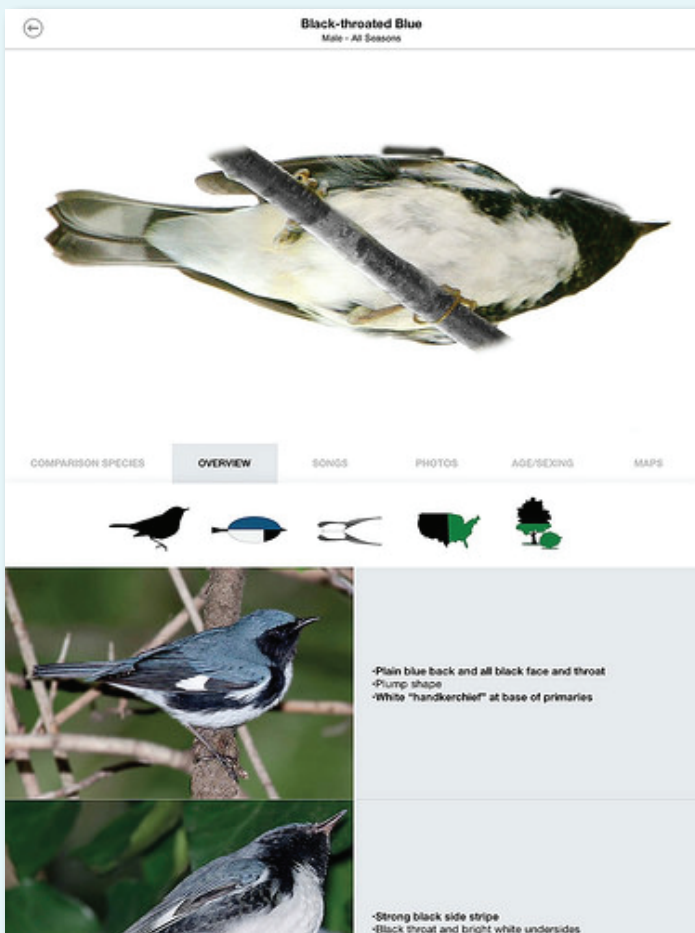 Black-throated Blue
Male - All Seasons
COMPARISON SPECIES OVERVIEW SONGS PHOTOS AGE/SEXING MAPS
•Plain blue back and all black face and throat
•Plump shape
•White "handkerchief" at base of primaries
•Strong black side stripe
•Black throat and bright white undersides